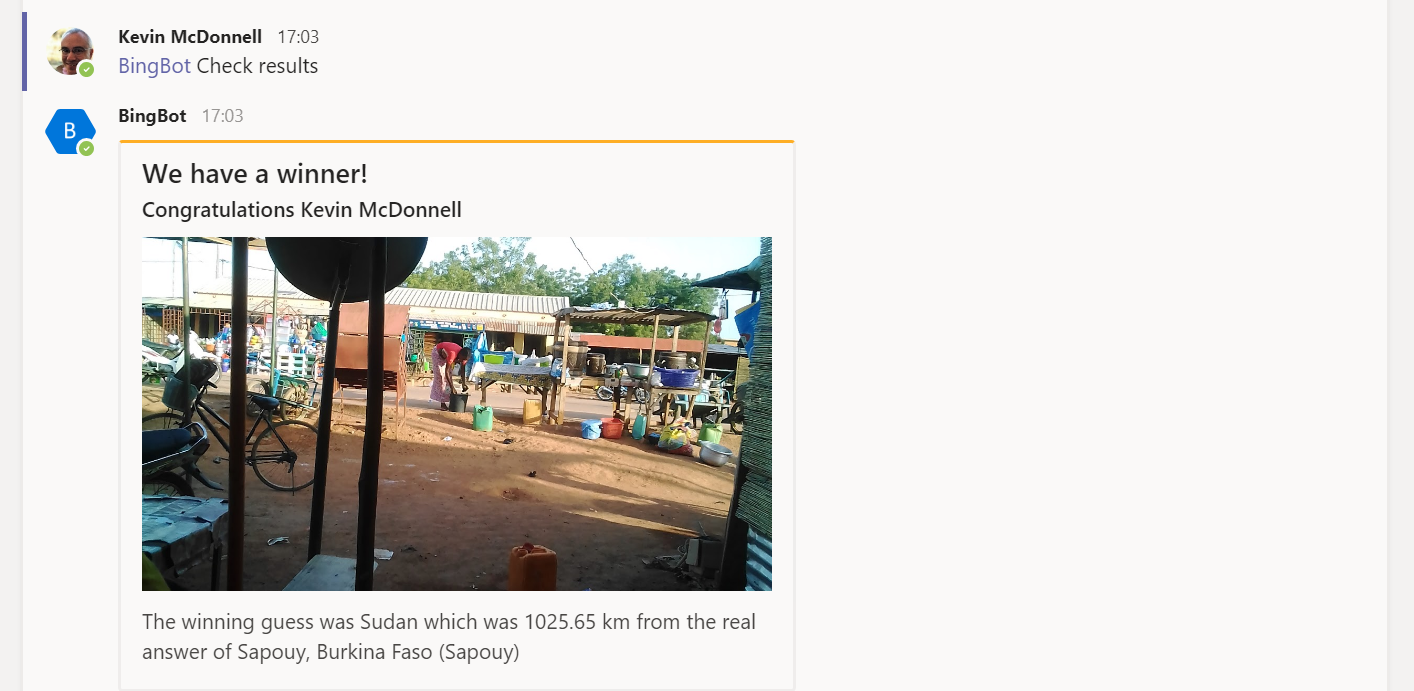 Kevin McDonnell 17:03
BingBot Check results
B
BingBot 17:03
We have a winner!
Congratulations Kevin McDonnell
The winning guess was Sudan which was 1025.65 km from the real
answer of Sapouy, Burkina Faso (Sapouy)